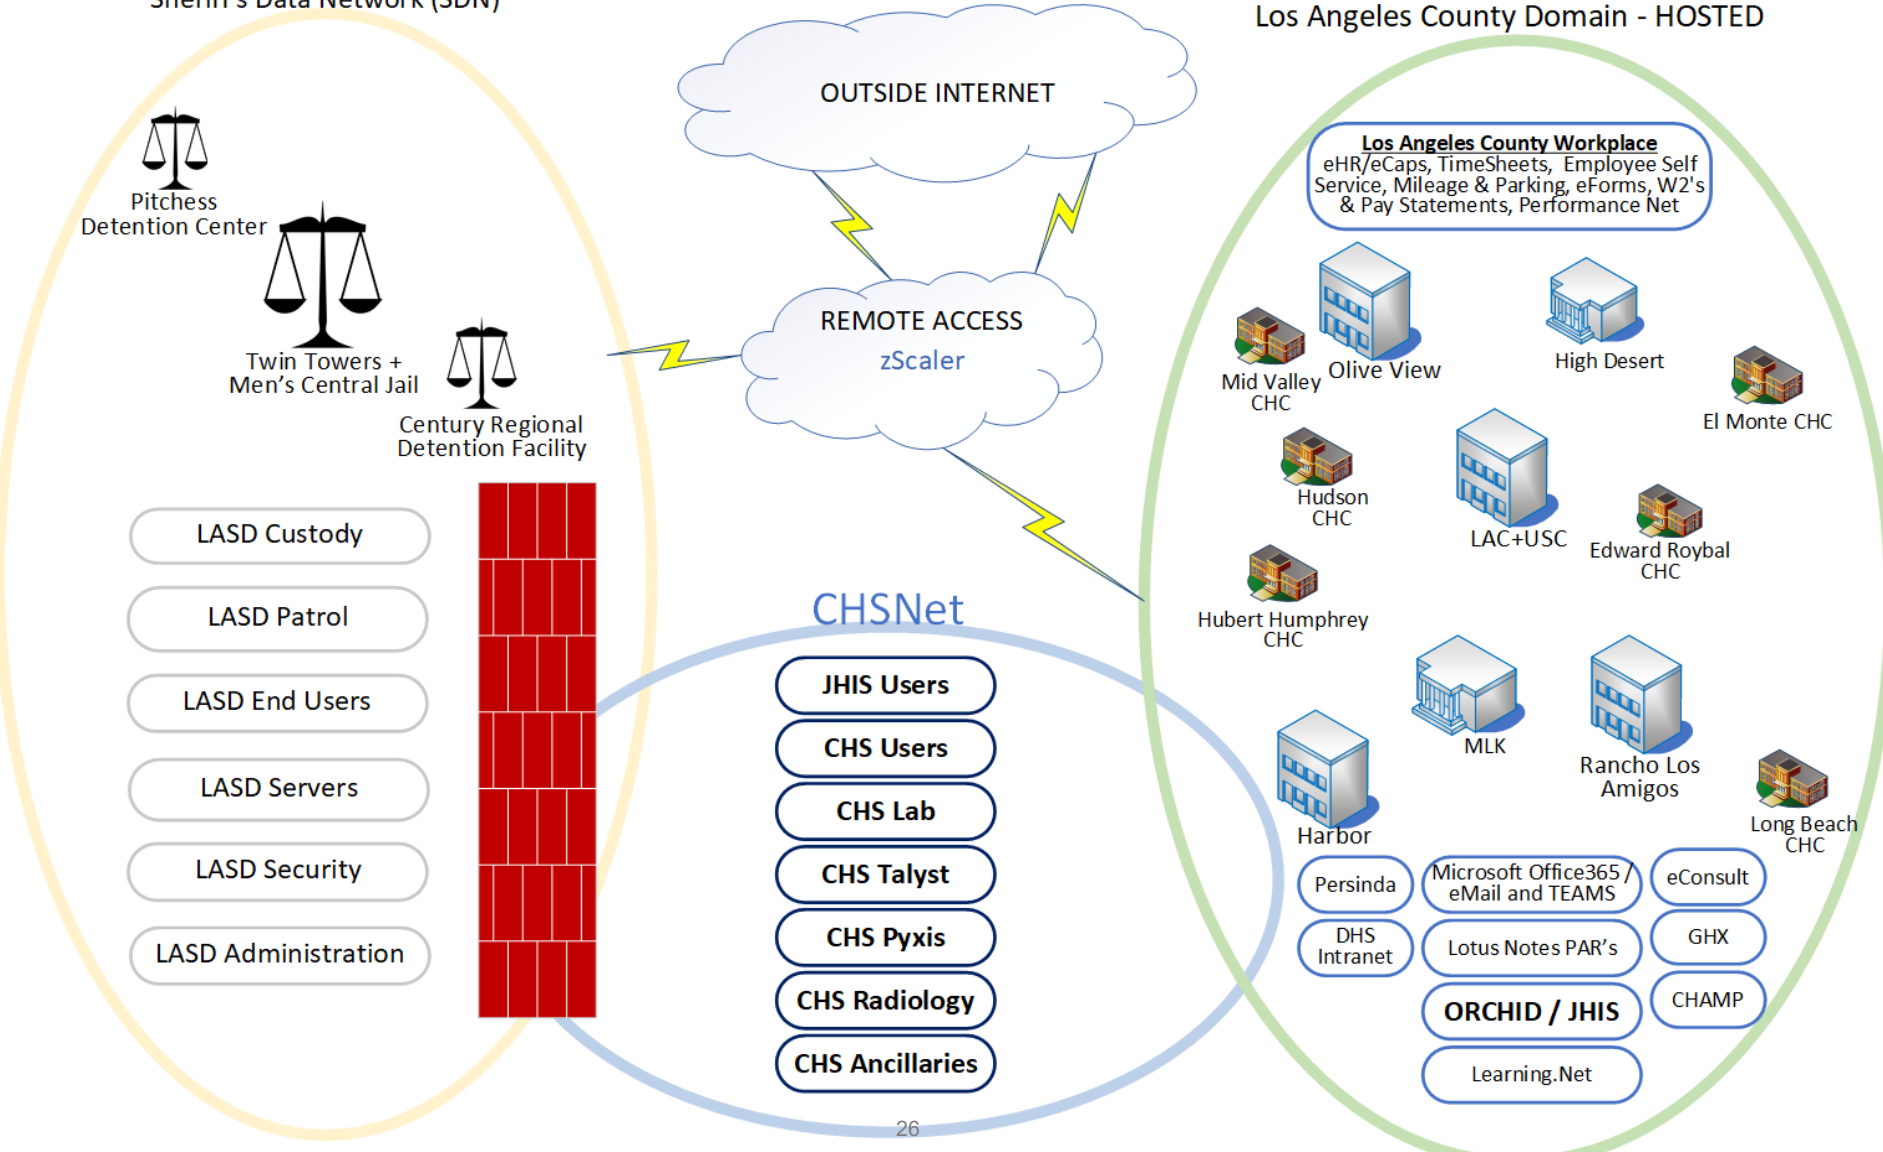 Sheriff's Data Network (SDN)
Pitchess
Detention Center
Twin Towers +
Men's Central Jail
Century Regional
Detention Facility
LASD Custody
LASD Patrol
LASD End Users
LASD Servers
LASD Security
LASD Administration
OUTSIDE INTERNET
REMOTE ACCESS
zScaler
CHSNet
JHIS Users
CHS Users
CHS Lab
CHS Talyst
CHS Pyxis
CHS Radiology
CHS Ancillaries
26
Los Angeles County Domain - HOSTED
Los Angeles County Workplace
eHR/eCaps, TimeSheets, Employee Self
Service, Mileage & Parking, eForms, W2's
& Pay Statements, Performance Net
Olive View
High Desert
Mid Valley
CHC
El Monte CHC
Hudson
CHC
LAC+USC
Edward Roybal
CHC
Hubert Humphrey
CHC
MLK
Rancho Los
Amigos
Harbor
Long Beach
CHC
Persinda
Microsoft Office365 /
eMail and TEAMS
eConsult
DHS
Intranet
Lotus Notes PAR's
GHX
ORCHID / JHIS
CHAMP
Learning.Net